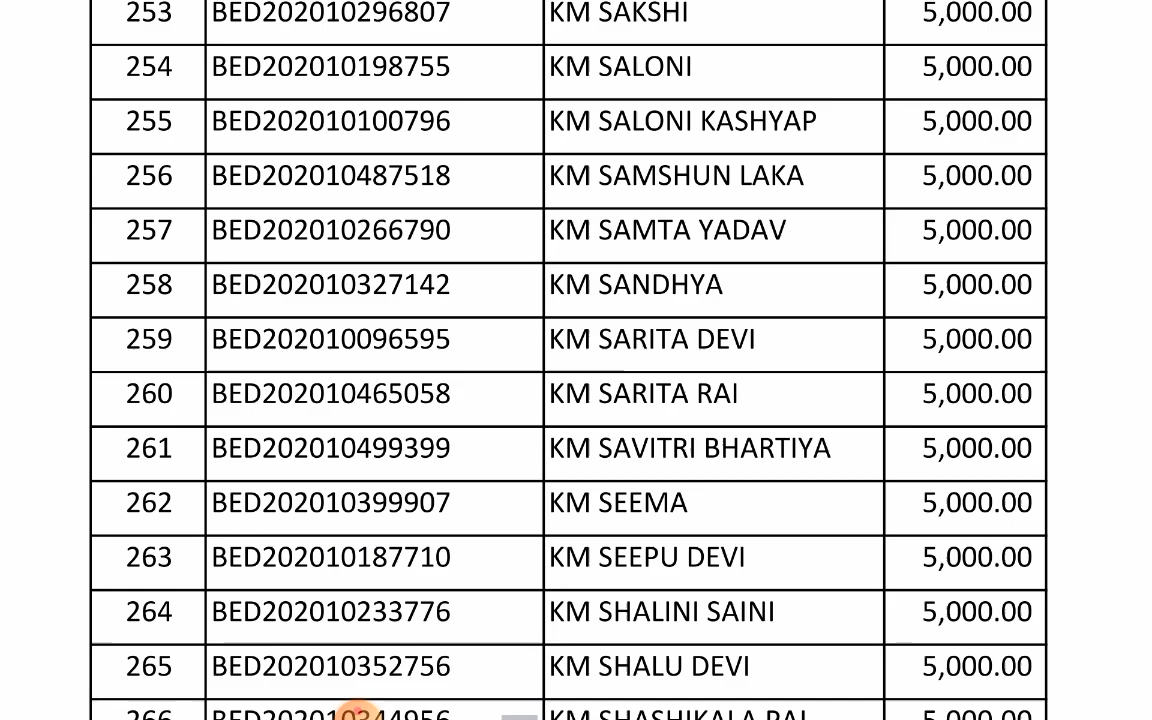 253 BED202010296807 KM SAKSHI 5,000.00
254 BED202010198755 KM SALONI 5,000.00
255 BED202010100796 KM SALONI KASHYAP 5,000.00
256 BED202010487518 KM SAMSHUN LAKA 5,000.00
257 BED202010266790 KM SAMTA YADAV 5,000.00
258 BED202010327142 KM SANDHYA 5,000.00
259 BED202010096595 KM SARITA DEVI 5,000.00
260 BED202010465058 KM SARITA RAI 5,000.00
261 BED202010499399 KM SAVITRI BHARTIYA 5,000.00
262 BED202010399907 KM SEEMA 5,000.00
263 BED202010187710 KM SEEPU DEVI 5,000.00
264 BED202010233776 KM SHALINI SAINI 5,000.00
265 BED202010352756 KM SHALU DEVI 5,000.00
266 BED202010344956 KM SHASHIKALA RAI 5,000.00